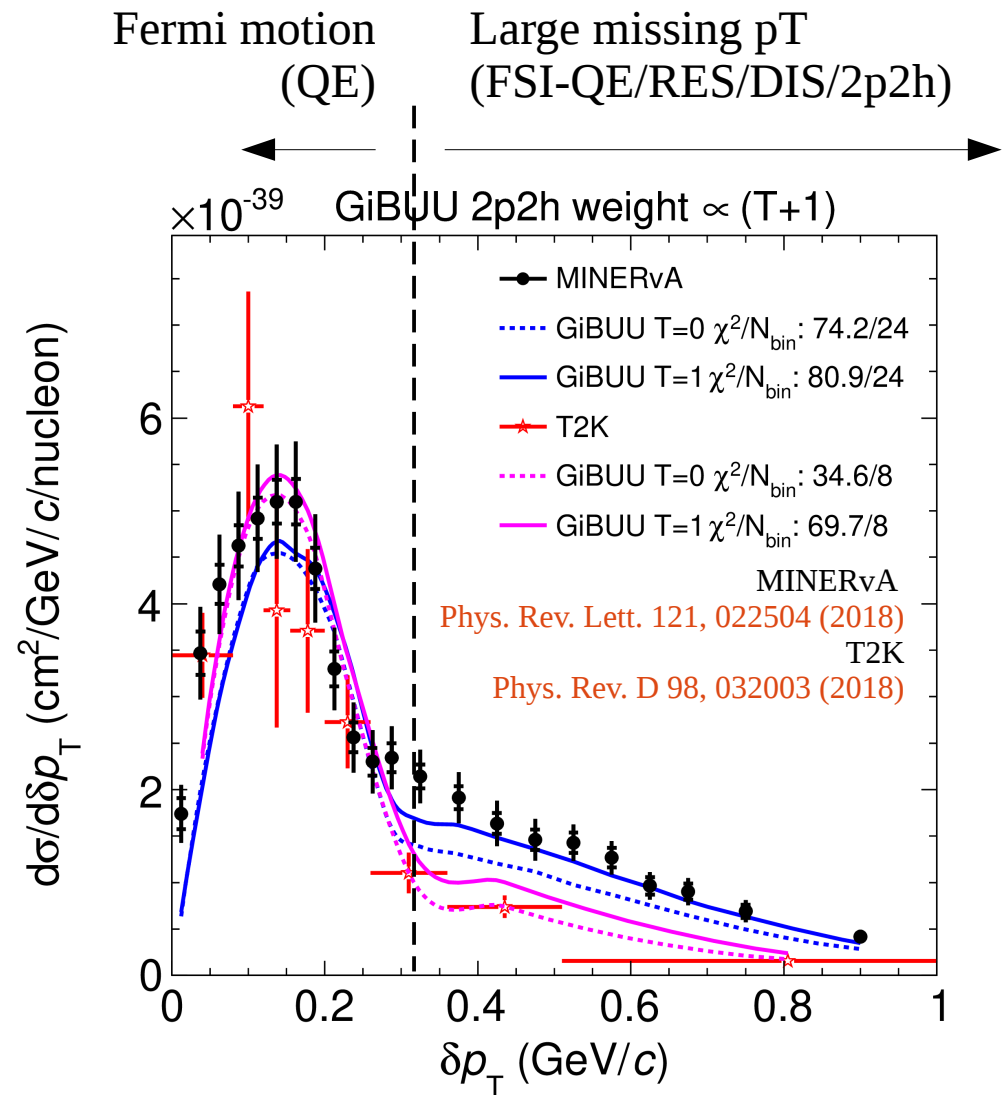 Fermi motion
(QE)
Large missing pT
(FSI-QE/RES/DIS/2p2h)
×10⁻³⁹
GiBUU 2p2h weight ∝ (T+1)
MINERvA
GiBUU T=0 χ²/N_bin: 74.2/24
GiBUU T=1 χ²/N_bin: 80.9/24
T2K
GiBUU T=0 χ²/N_bin: 34.6/8
GiBUU T=1 χ²/N_bin: 69.7/8
MINERvA
Phys. Rev. Lett. 121, 022504 (2018)
T2K
Phys. Rev. D 98, 032003 (2018)
dσ/dδp_T (cm²/GeV/c/nucleon)
6
4
2
0
0 0.2 0.4 0.6 0.8 1
δp_T (GeV/c)